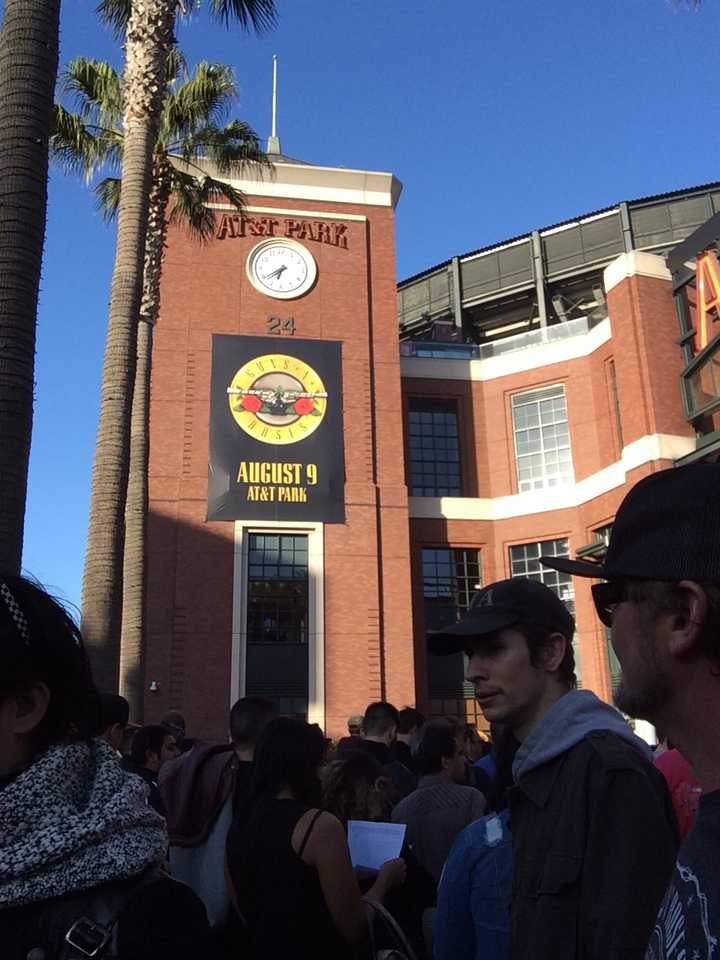 AT&T PARK
24
GUNS N'
ROSES
AUGUST 9
AT&T PARK
A